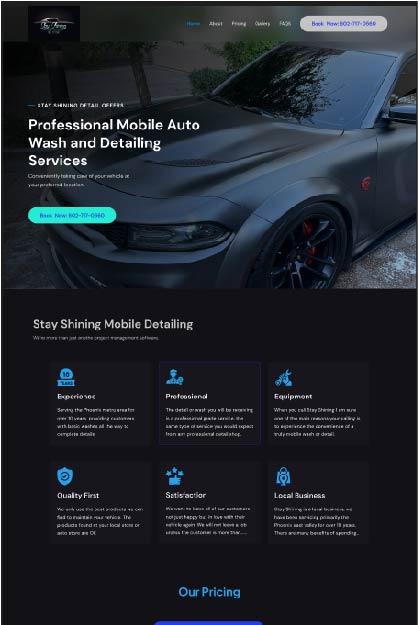 Home About Pricing Gallery FAQs Book Now: 602-717-0560
STAY SHINING DETAIL OFFERS
Professional Mobile Auto
Wash and Detailing
Services
Conveniently taking care of your vehicle at
your preferred location.
Book Now: 602-717-0560
Stay Shining Mobile Detailing
We're more than just another project management software.
10
YEARS
Experience
Serving the Phoenix metro area for
over 10 years providing customers
with basic washes all the way to
complete details
Professional
The detail or wash you will be receiving
is a professional grade service, the
same type of service you would expect
from any professional detail shop.
Equipment
When you call Stay Shining I am sure
one of the main reasons your calling is
to experience the convenience of a
truly mobile wash or detail.
Quality First
We only use the best products we can
find to maintain your vehicle. The
products found at your local store or
auto store are OK
Satisfaction
We want to have all of our customers
not just happy but in love with their
vehicle again We will not leave a job
unless the customer is more than.....
Local Business
Stay Shining is a local business, we
have been servicing primarily the
Phoenix east valley for over 10 years.
There are many benefits of spending..
Our Pricing